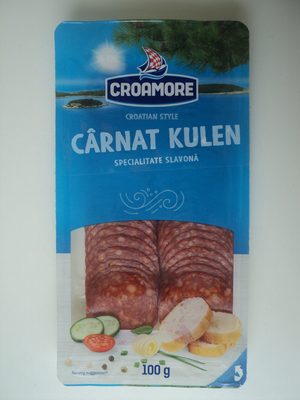 CROAMORE
CROATIAN STYLE
CÂRNAT KULEN
SPECIALITATE SLAVONĂ
100 g